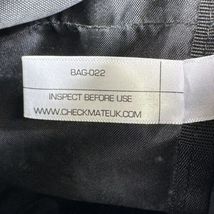 BAG-022
INSPECT BEFORE USE
WWW.CHECKMATEUK.COM